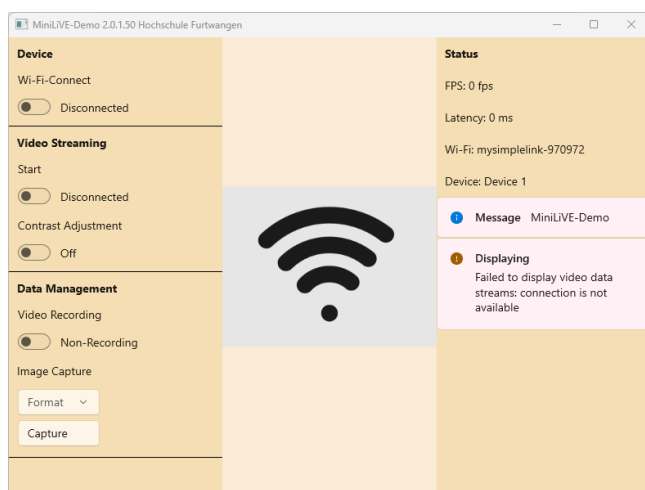 MiniLiVE-Demo 2.0.1.50 Hochschule Furtwangen
Device
Wi-Fi-Connect
Disconnected
Video Streaming
Start
Disconnected
Contrast Adjustment
Off
Data Management
Video Recording
Non-Recording
Image Capture
Format
Capture
Status
FPS: 0 fps
Latency: 0 ms
Wi-Fi: mysimplelink-970972
Device: Device 1
Message MiniLiVE-Demo
Displaying
Failed to display video data
streams: connection is not
available